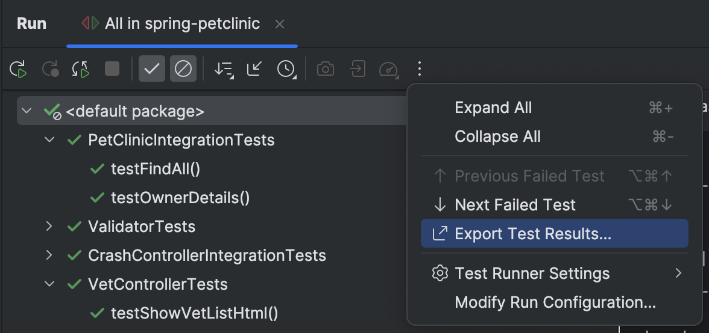 Run All in spring-petclinic ×
<default package>
PetClinicIntegrationTests
testFindAll()
testOwnerDetails()
ValidatorTests
CrashControllerIntegrationTests
VetControllerTests
testShowVetListHtml()
Expand All ⌘+
Collapse All ⌘-
Previous Failed Test ⌥⌘↑
Next Failed Test ⌥⌘↓
Export Test Results...
Test Runner Settings
Modify Run Configuration...